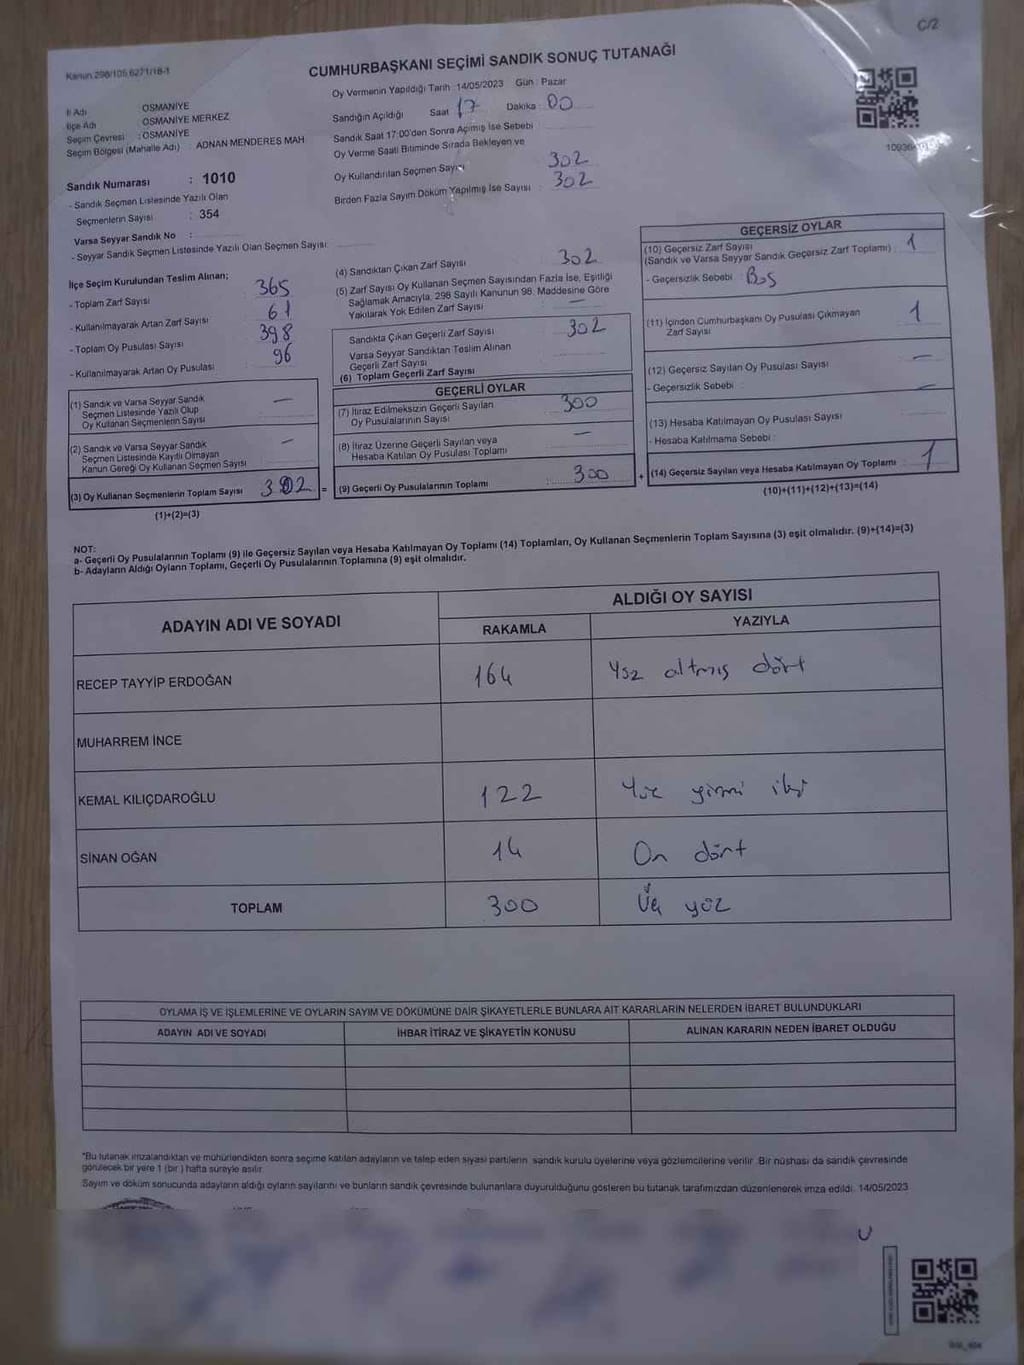 C/2
Kanun 298/105,6271/18-1
CUMHURBAŞKANI SEÇİMİ SANDIK SONUÇ TUTANAĞI
Oy Vermenin Yapıldığı Tarih 14/05/2023 Gün : Pazar
İl Adı OSMANİYE
İlçe Adı OSMANİYE MERKEZ
Seçim Çevresi : OSMANİYE
Seçim Bölgesi (Mahalle Adı) : ADNAN MENDERES MAH
Sandığın Açıldığı Saat 17 Dakika : 00
Sandık Saat 17:00'den Sonra Açılmış İse Sebebi
Oy Verme Saati Bitiminde Sırada Bekleyen ve
Oy Kullandırılan Seçmen Sayısı 302
Birden Fazla Sayım Döküm Yapılmış İse Sayısı : 302
Sandık Numarası : 1010
- Sandık Seçmen Listesinde Yazılı Olan
Seçmenlerin Sayısı : 354
Varsa Seyyar Sandık No :
- Seyyar Sandık Seçmen Listesinde Yazılı Olan Seçmen Sayısı:
İlçe Seçim Kurulundan Teslim Alınan;
- Toplam Zarf Sayısı 365
- Kullanılmayarak Artan Zarf Sayısı 61
- Toplam Oy Pusulası Sayısı 398
- Kullanılmayarak Artan Oy Pusulası 96
(1) Sandık ve Varsa Seyyar Sandık
Seçmen Listesinde Yazılı Olup
Oy Kullanan Seçmenlerin Sayısı —
(2) Sandık ve Varsa Seyyar Sandık
Seçmen Listesinde Kayıtlı Olmayan
Kanun Gereği Oy Kullanan Seçmen Sayısı —
(3) Oy Kullanan Seçmenlerin Toplam Sayısı 302 =
(1)+(2)=(3)
(4) Sandıktan Çıkan Zarf Sayısı 302
(5) Zarf Sayısı Oy Kullanan Seçmen Sayısından Fazla İse, Eşitliği
Sağlamak Amacıyla, 298 Sayılı Kanunun 98. Maddesine Göre
Yakılarak Yok Edilen Zarf Sayısı —
Sandıkta Çıkan Geçerli Zarf Sayısı 302
Varsa Seyyar Sandıktan Teslim Alınan
Geçerli Zarf Sayısı
(6) Toplam Geçerli Zarf Sayısı
GEÇERLİ OYLAR
(7) İtiraz Edilmeksizin Geçerli Sayılan
Oy Pusulalarının Sayısı 300
(8) İtiraz Üzerine Geçerli Sayılan veya
Hesaba Katılan Oy Pusulası Toplamı —
(9) Geçerli Oy Pusulalarının Toplamı : 300 +
GEÇERSİZ OYLAR
(10) Geçersiz Zarf Sayısı 1
(Sandık ve Varsa Seyyar Sandık Geçersiz Zarf Toplamı)
- Geçersizlik Sebebi : Boş
(11) İçinden Cumhurbaşkanı Oy Pusulası Çıkmayan
Zarf Sayısı 1
(12) Geçersiz Sayılan Oy Pusulası Sayısı —
- Geçersizlik Sebebi : —
(13) Hesaba Katılmayan Oy Pusulası Sayısı
- Hesaba Katılmama Sebebi :
(14) Geçersiz Sayılan veya Hesaba Katılmayan Oy Toplamı : 1
(10)+(11)+(12)+(13)=(14)
NOT:
a- Geçerli Oy Pusulalarının Toplamı (9) ile Geçersiz Sayılan veya Hesaba Katılmayan Oy Toplamı (14) Toplamları, Oy Kullanan Seçmenlerin Toplam Sayısına (3) eşit olmalıdır. (9)+(14)=(3)
b- Adayların Aldığı Oyların Toplamı, Geçerli Oy Pusulalarının Toplamına (9) eşit olmalıdır.
ADAYIN ADI VE SOYADI
ALDIĞI OY SAYISI
RAKAMLA YAZIYLA
RECEP TAYYİP ERDOĞAN 164 Yüz altmış dört
MUHARREM İNCE
KEMAL KILIÇDAROĞLU 122 Yüz yirmi iki
SİNAN OĞAN 14 On dört
TOPLAM 300 Üç yüz
OYLAMA İŞ VE İŞLEMLERİNE VE OYLARIN SAYIM VE DÖKÜMÜNE DAİR ŞİKAYETLERLE BUNLARA AİT KARARLARIN NELERDEN İBARET BULUNDUKLARI
ADAYIN ADI VE SOYADI İHBAR İTİRAZ VE ŞİKAYETİN KONUSU ALINAN KARARIN NEDEN İBARET OLDUĞU
*Bu tutanak imzalandıktan ve mühürlendikten sonra seçime katılan adayların ve talep eden siyasi partilerin sandık kurulu üyelerine veya gözlemcilerine verilir. Bir nüshası da sandık çevresinde
görülecek bir yere 1 (bir) hafta süreyle asılır.
Sayım ve döküm sonucunda adayların aldığı oyların sayılarını ve bunların sandık çevresinde bulunanlara duyurulduğunu gösteren bu tutanak tarafımızdan düzenlenerek imza edildi. 14/05/2023